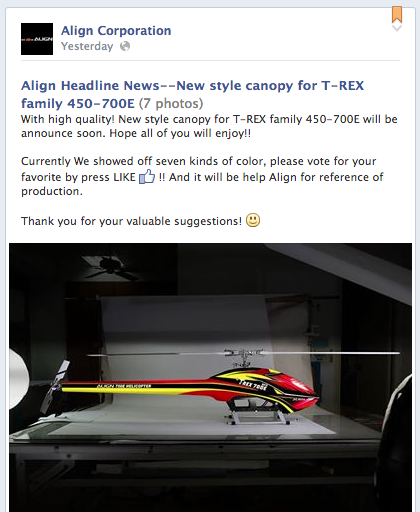 Align Corporation
Yesterday
Align Headline News--New style canopy for T-REX
family 450-700E (7 photos)
With high quality! New style canopy for T-REX family 450-700E will be
announce soon. Hope all of you will enjoy!!
Currently We showed off seven kinds of color, please vote for your
favorite by press LIKE !! And it will be help Align for reference of
production.
Thank you for your valuable suggestions!
ALIGN 700E HELICOPTER
T-REX 700E